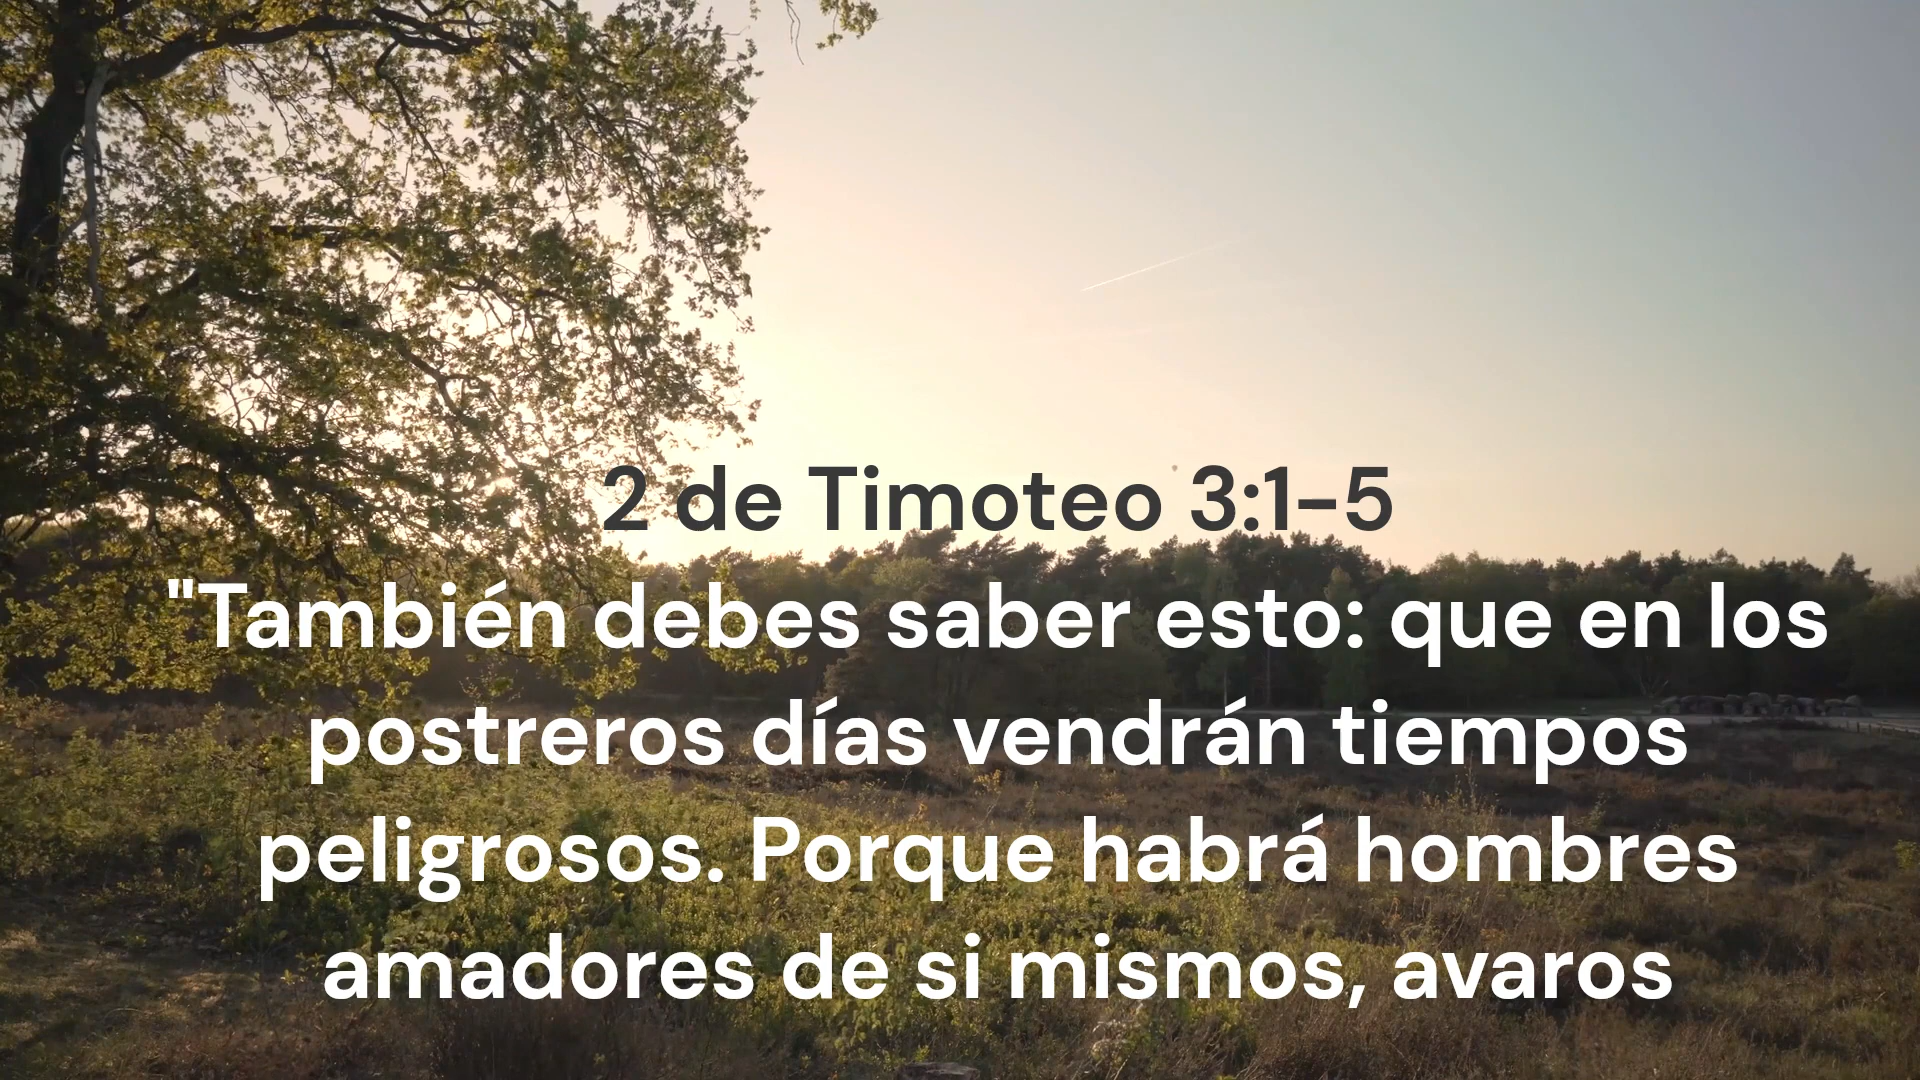 2 de Timoteo 3:1-5
"También debes saber esto: que en los
postreros días vendrán tiempos
peligrosos. Porque habrá hombres
amadores de si mismos, avaros